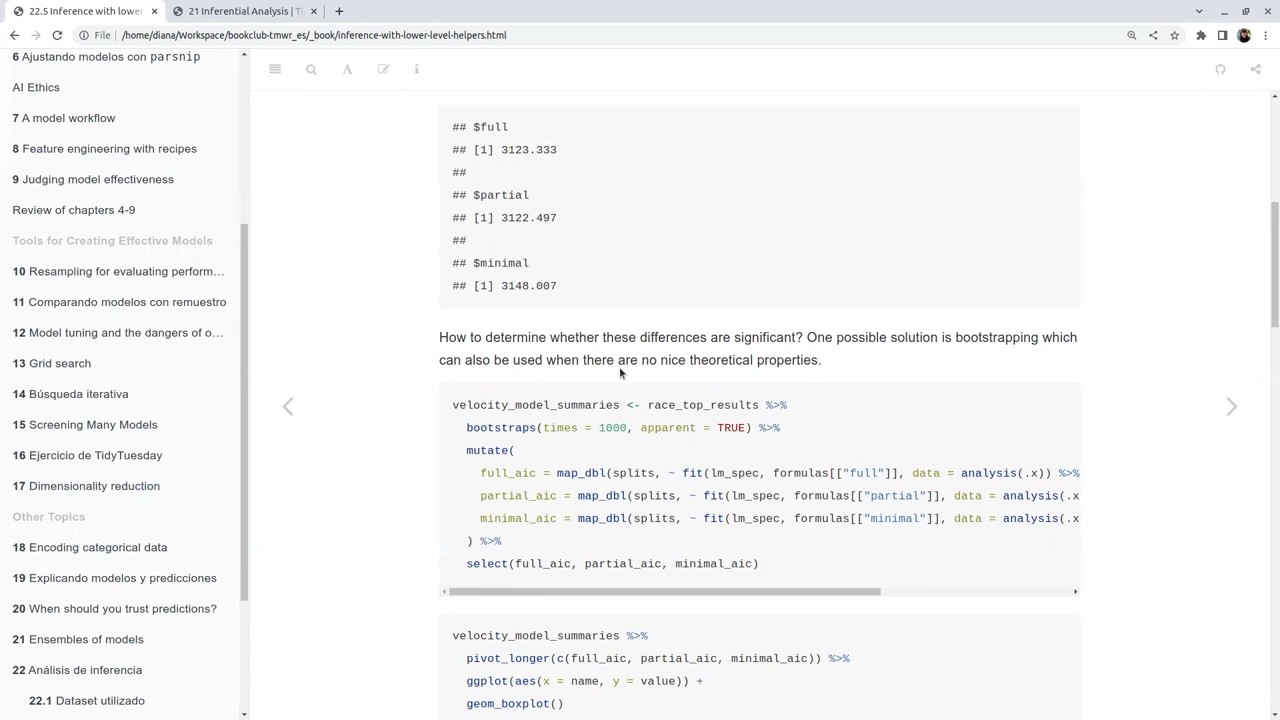 22.5 Inference with lowe
21 Inferential Analysis | Ti
File
/home/diana/Workspace/bookclub-tmwr_es/_book/inference-with-lower-level-helpers.html
6 Ajustando modelos con parsnip
AI Ethics
7 A model workflow
8 Feature engineering with recipes
9 Judging model effectiveness
Review of chapters 4-9
Tools for Creating Effective Models
10 Resampling for evaluating perform…
11 Comparando modelos con remuestro
12 Model tuning and the dangers of o…
13 Grid search
14 Búsqueda iterativa
15 Screening Many Models
16 Ejercicio de TidyTuesday
17 Dimensionality reduction
Other Topics
18 Encoding categorical data
19 Explicando modelos y predicciones
20 When should you trust predictions?
21 Ensembles of models
22 Análisis de inferencia
22.1 Dataset utilizado
## $full
## [1] 3123.333
##
## $partial
## [1] 3122.497
##
## $minimal
## [1] 3148.007
How to determine whether these differences are significant? One possible solution is bootstrapping which
can also be used when there are no nice theoretical properties.
velocity_model_summaries <- race_top_results %>%
bootstraps(times = 1000, apparent = TRUE) %>%
mutate(
full_aic = map_dbl(splits, ~ fit(lm_spec, formulas[["full"]], data = analysis(.x)) %>%
partial_aic = map_dbl(splits, ~ fit(lm_spec, formulas[["partial"]], data = analysis(.x
minimal_aic = map_dbl(splits, ~ fit(lm_spec, formulas[["minimal"]], data = analysis(.x
) %>%
select(full_aic, partial_aic, minimal_aic)
velocity_model_summaries %>%
pivot_longer(c(full_aic, partial_aic, minimal_aic)) %>%
ggplot(aes(x = name, y = value)) +
geom_boxplot()